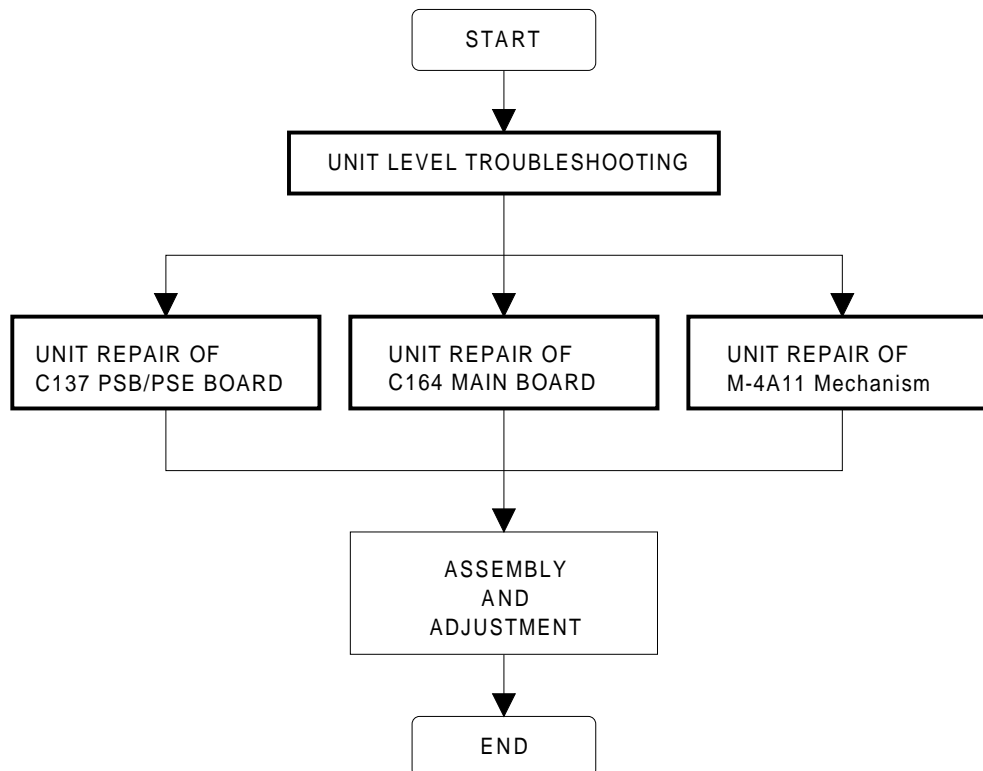 START
UNIT LEVEL TROUBLESHOOTING
UNIT REPAIR OF
C137 PSB/PSE BOARD
UNIT REPAIR OF
C164 MAIN BOARD
UNIT REPAIR OF
M-4A11 Mechanism
ASSEMBLY
AND
ADJUSTMENT
END